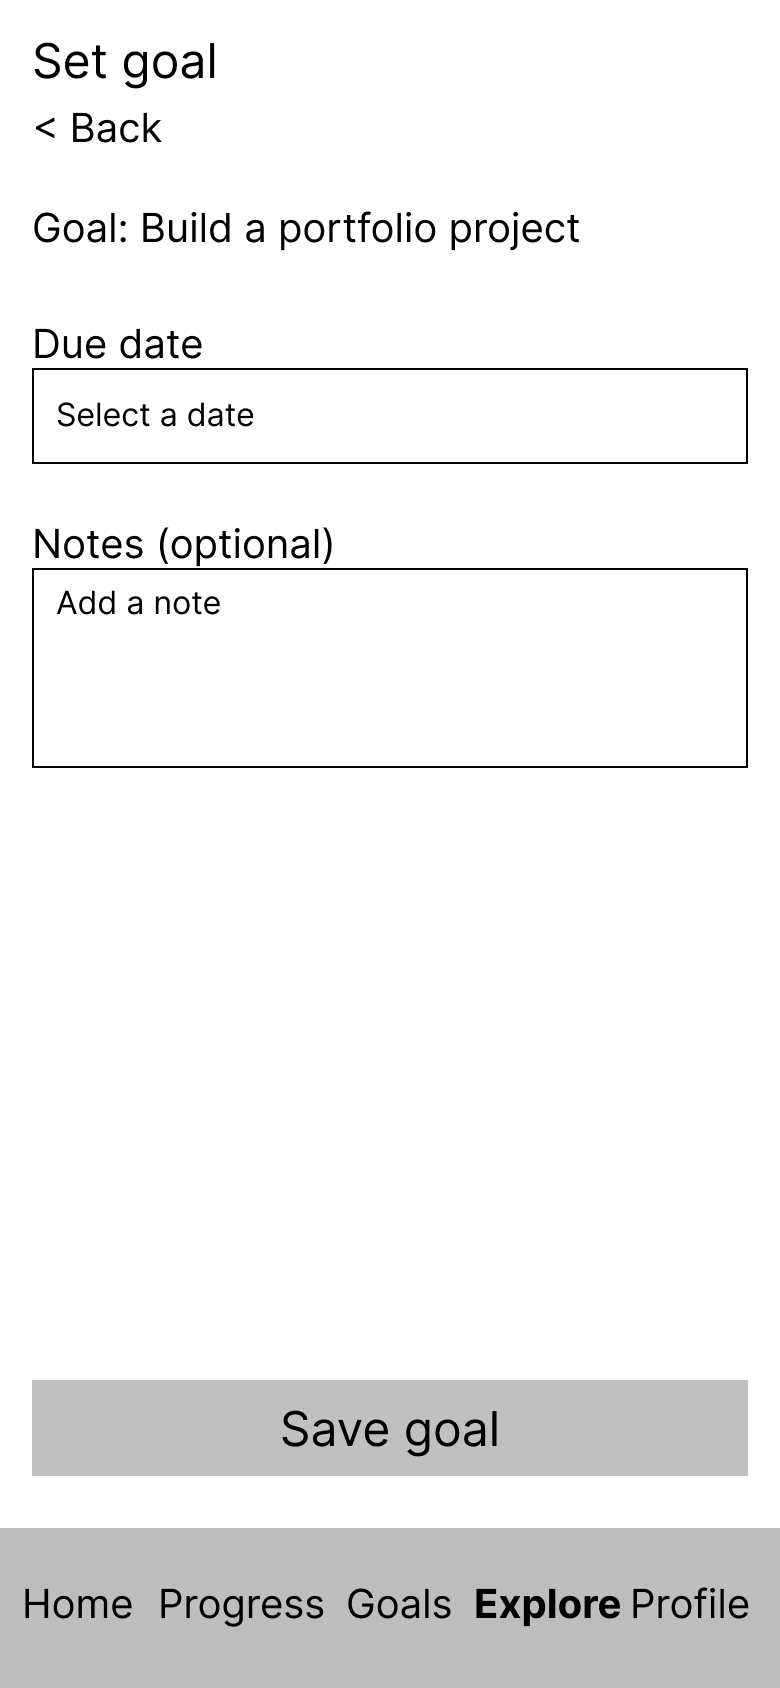 Set goal
< Back
Goal: Build a portfolio project
Due date
Select a date
Notes (optional)
Add a note
Save goal
Home Progress Goals Explore Profile